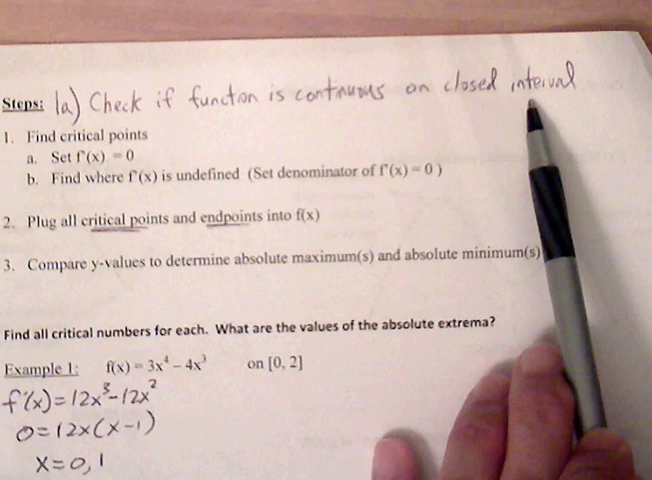 Steps: 1a) Check if function is continuous on closed interval
1. Find critical points
a. Set f'(x) = 0
b. Find where f'(x) is undefined (Set denominator of f'(x) = 0 )
2. Plug all critical points and endpoints into f(x)
3. Compare y-values to determine absolute maximum(s) and absolute minimum(s)
Find all critical numbers for each. What are the values of the absolute extrema?
Example 1: f(x) = 3x⁴ – 4x³ on [0, 2]
f'(x) = 12x³-12x²
0 = 12x(x-1)
x = 0, 1